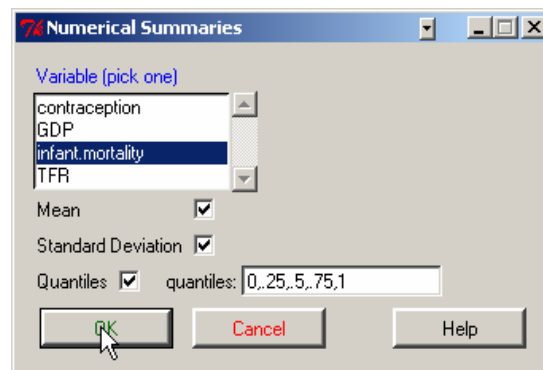 Numerical Summaries
Variable (pick one)
contraception
GDP
infant.mortality
TFR
Mean
Standard Deviation
Quantiles quantiles: 0,.25,.5,.75,1
OK Cancel Help